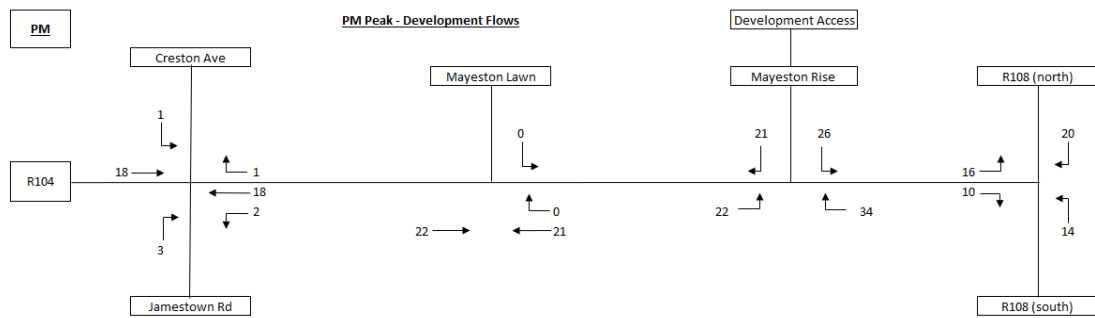 PM
PM Peak - Development Flows
Development Access
Creston Ave
Mayeston Lawn
Mayeston Rise
R108 (north)
1
0
21
26
20
18
1
16
R104
18
10
2
0
22
34
3
22
21
14
Jamestown Rd
R108 (south)